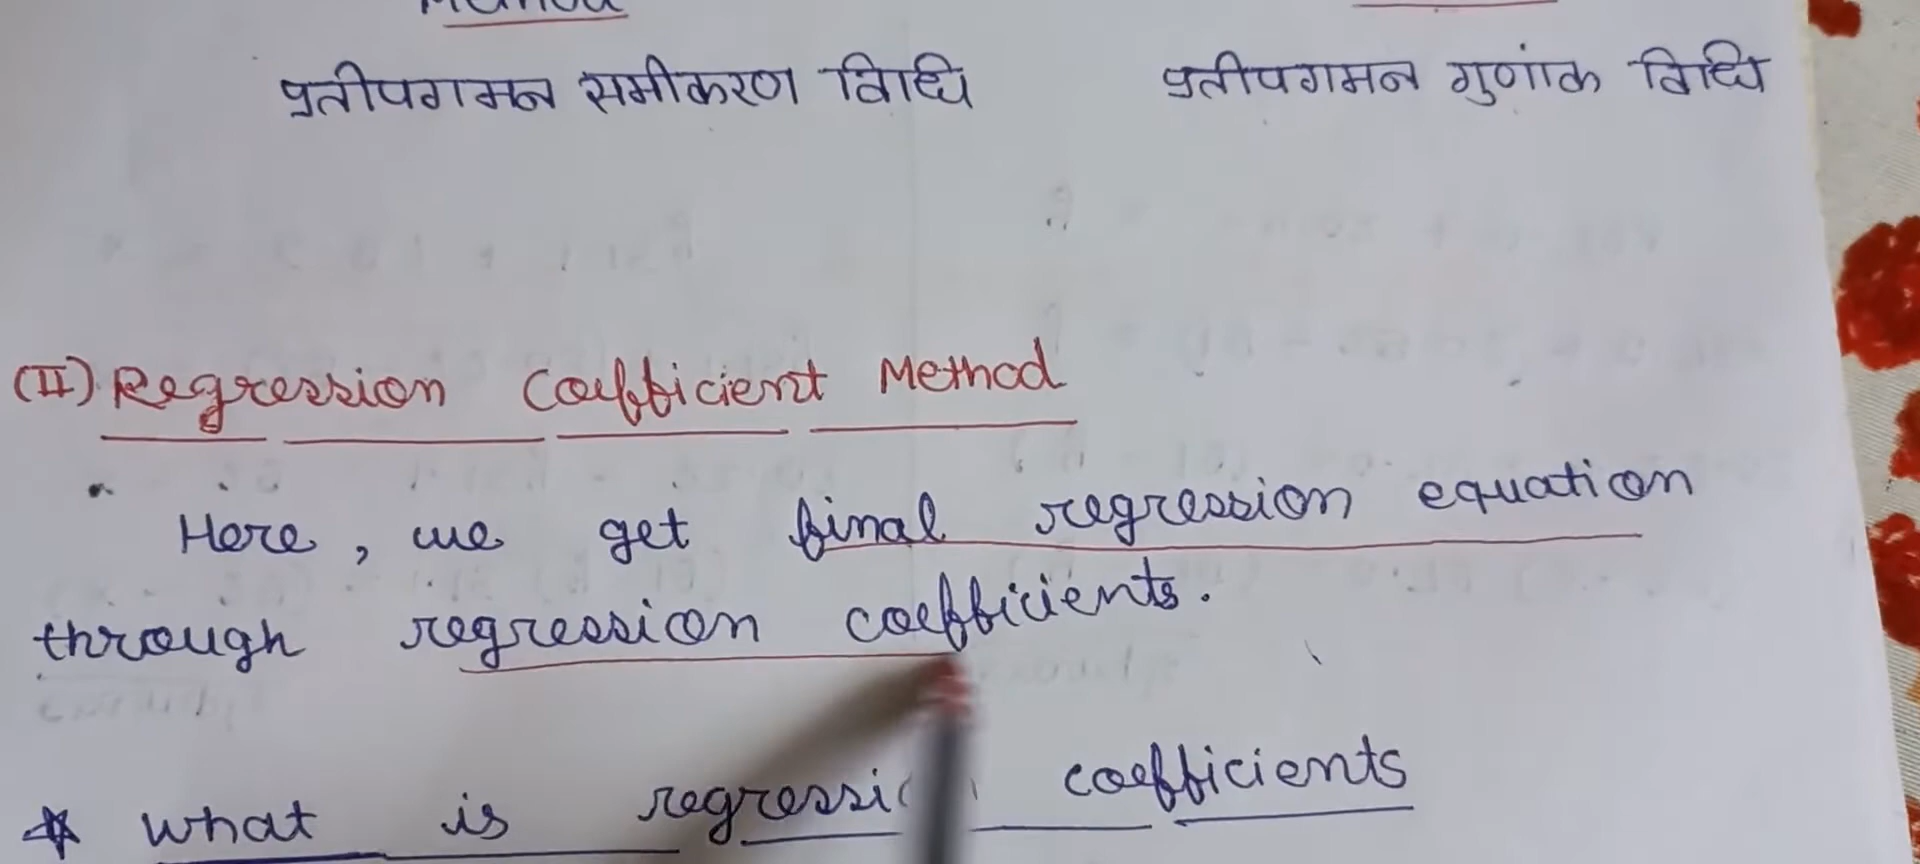 प्रतीपगमन समीकरण विधि प्रतीपगमन गुणांक विधि
(II) Regression Coefficient Method
Here, we get final regression equation
through regression coefficients.
what is coefficients